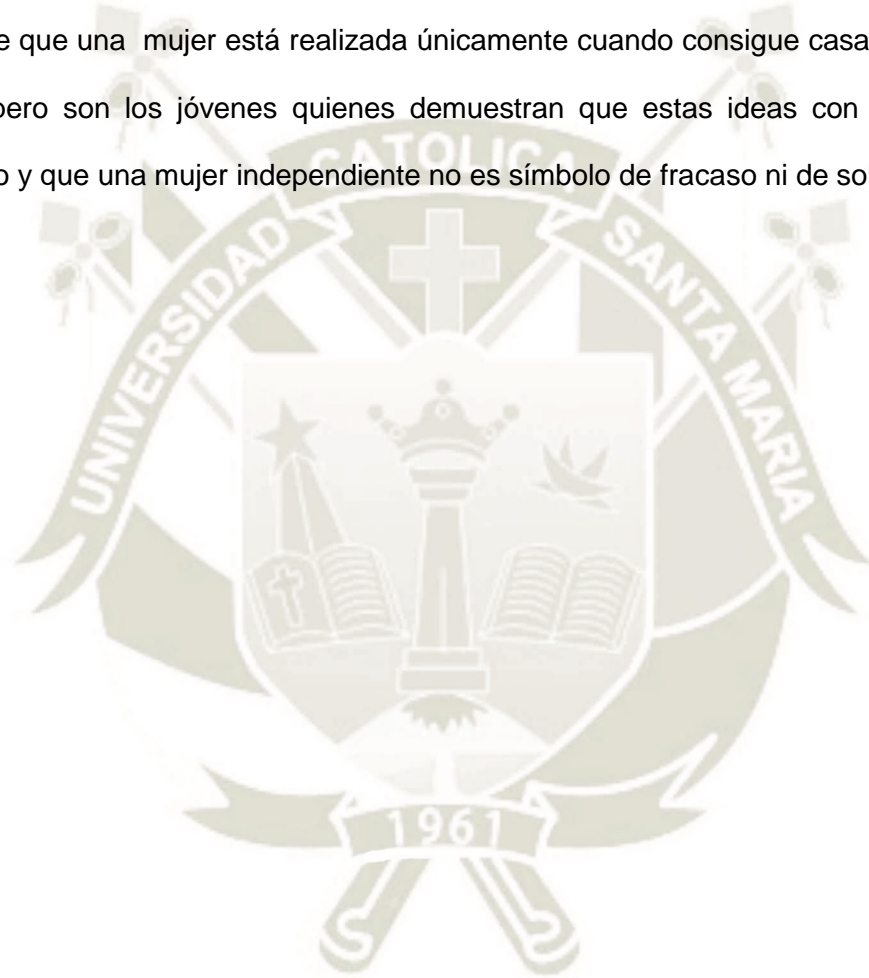 e que una mujer está realizada únicamente cuando consigue casa
pero son los jóvenes quienes demuestran que estas ideas con
o y que una mujer independiente no es símbolo de fracaso ni de so
UNIVERSIDAD CATOLICA SANTA MARIA
1961